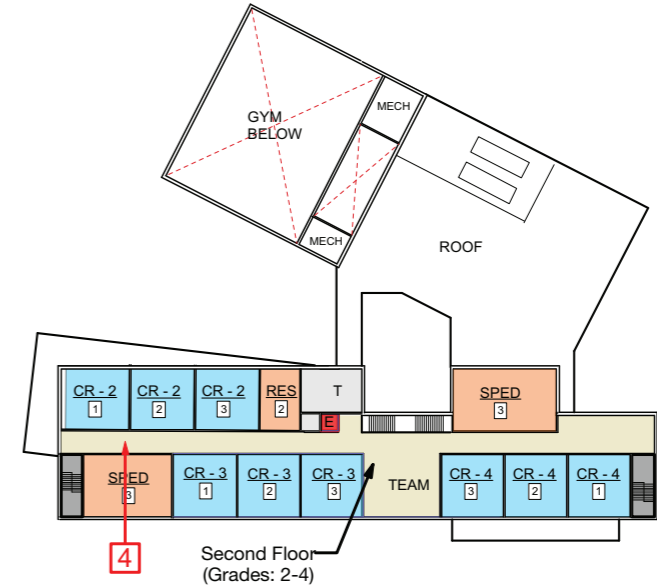 GYM
BELOW
MECH
MECH
ROOF
CR - 2
1
CR - 2
2
CR - 2
3
RES
2
T
E
SPED
3
SPED
3
CR - 3
1
CR - 3
2
CR - 3
3
TEAM
CR - 4
3
CR - 4
2
CR - 4
1
4
Second Floor
(Grades: 2-4)